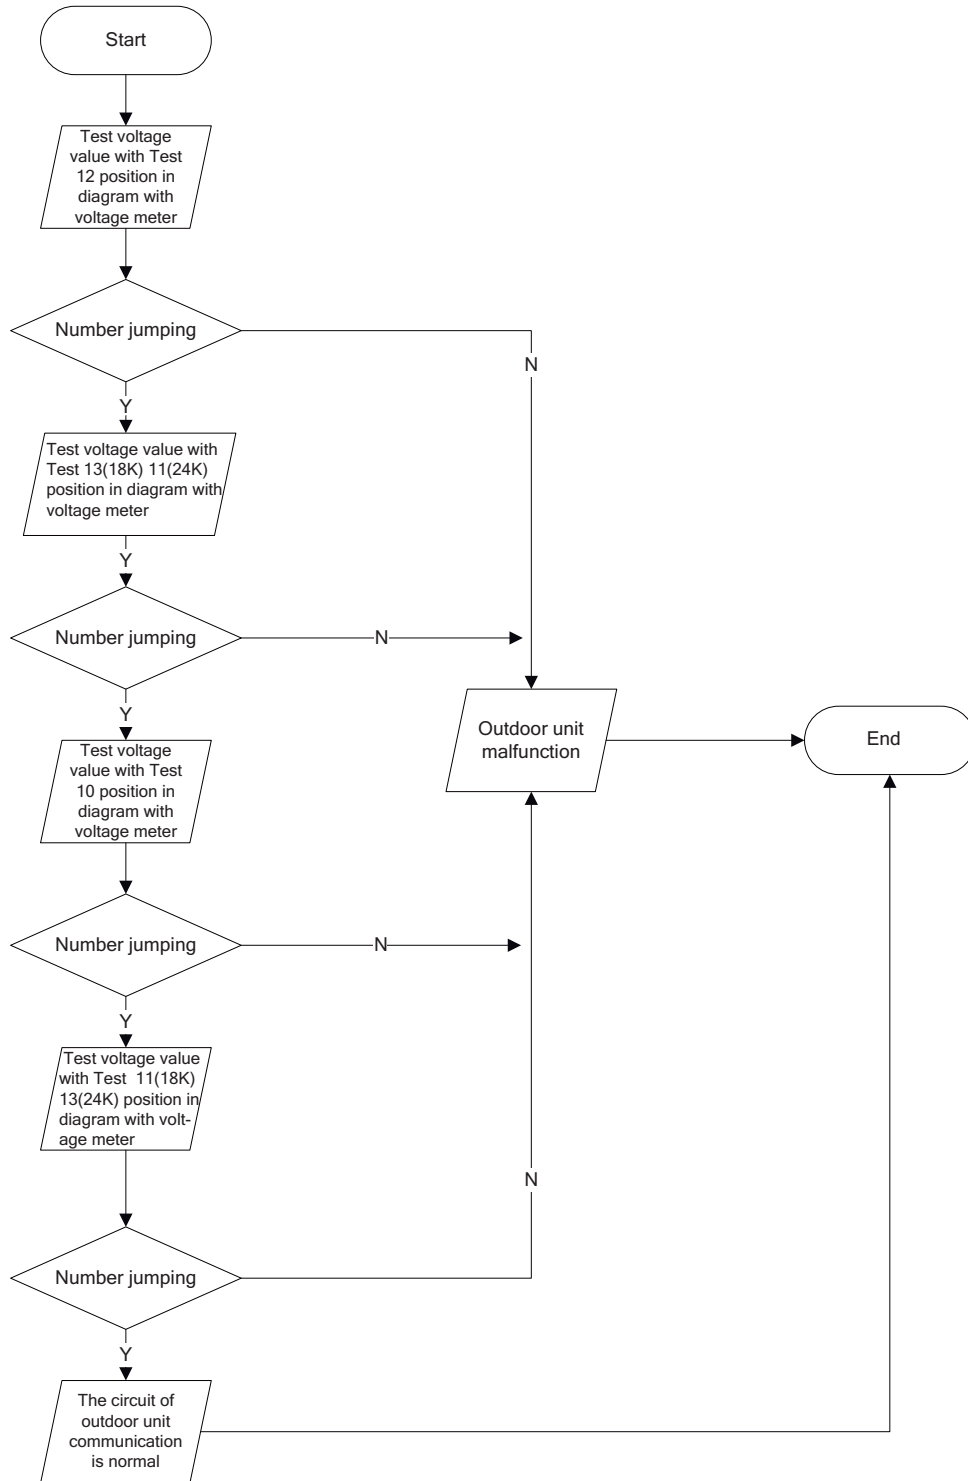 Start
Test voltage
value with Test
12 position in
diagram with
voltage meter
Number jumping
N
Y
Test voltage value with
Test 13(18K) 11(24K)
position in diagram with
voltage meter
Y
Number jumping
N
Y
Test voltage
value with Test
10 position in
diagram with
voltage meter
Outdoor unit
malfunction
End
Number jumping
N
Y
Test voltage value
with Test 11(18K)
13(24K) position in
diagram with volt-
age meter
N
Number jumping
Y
The circuit of
outdoor unit
communication
is normal